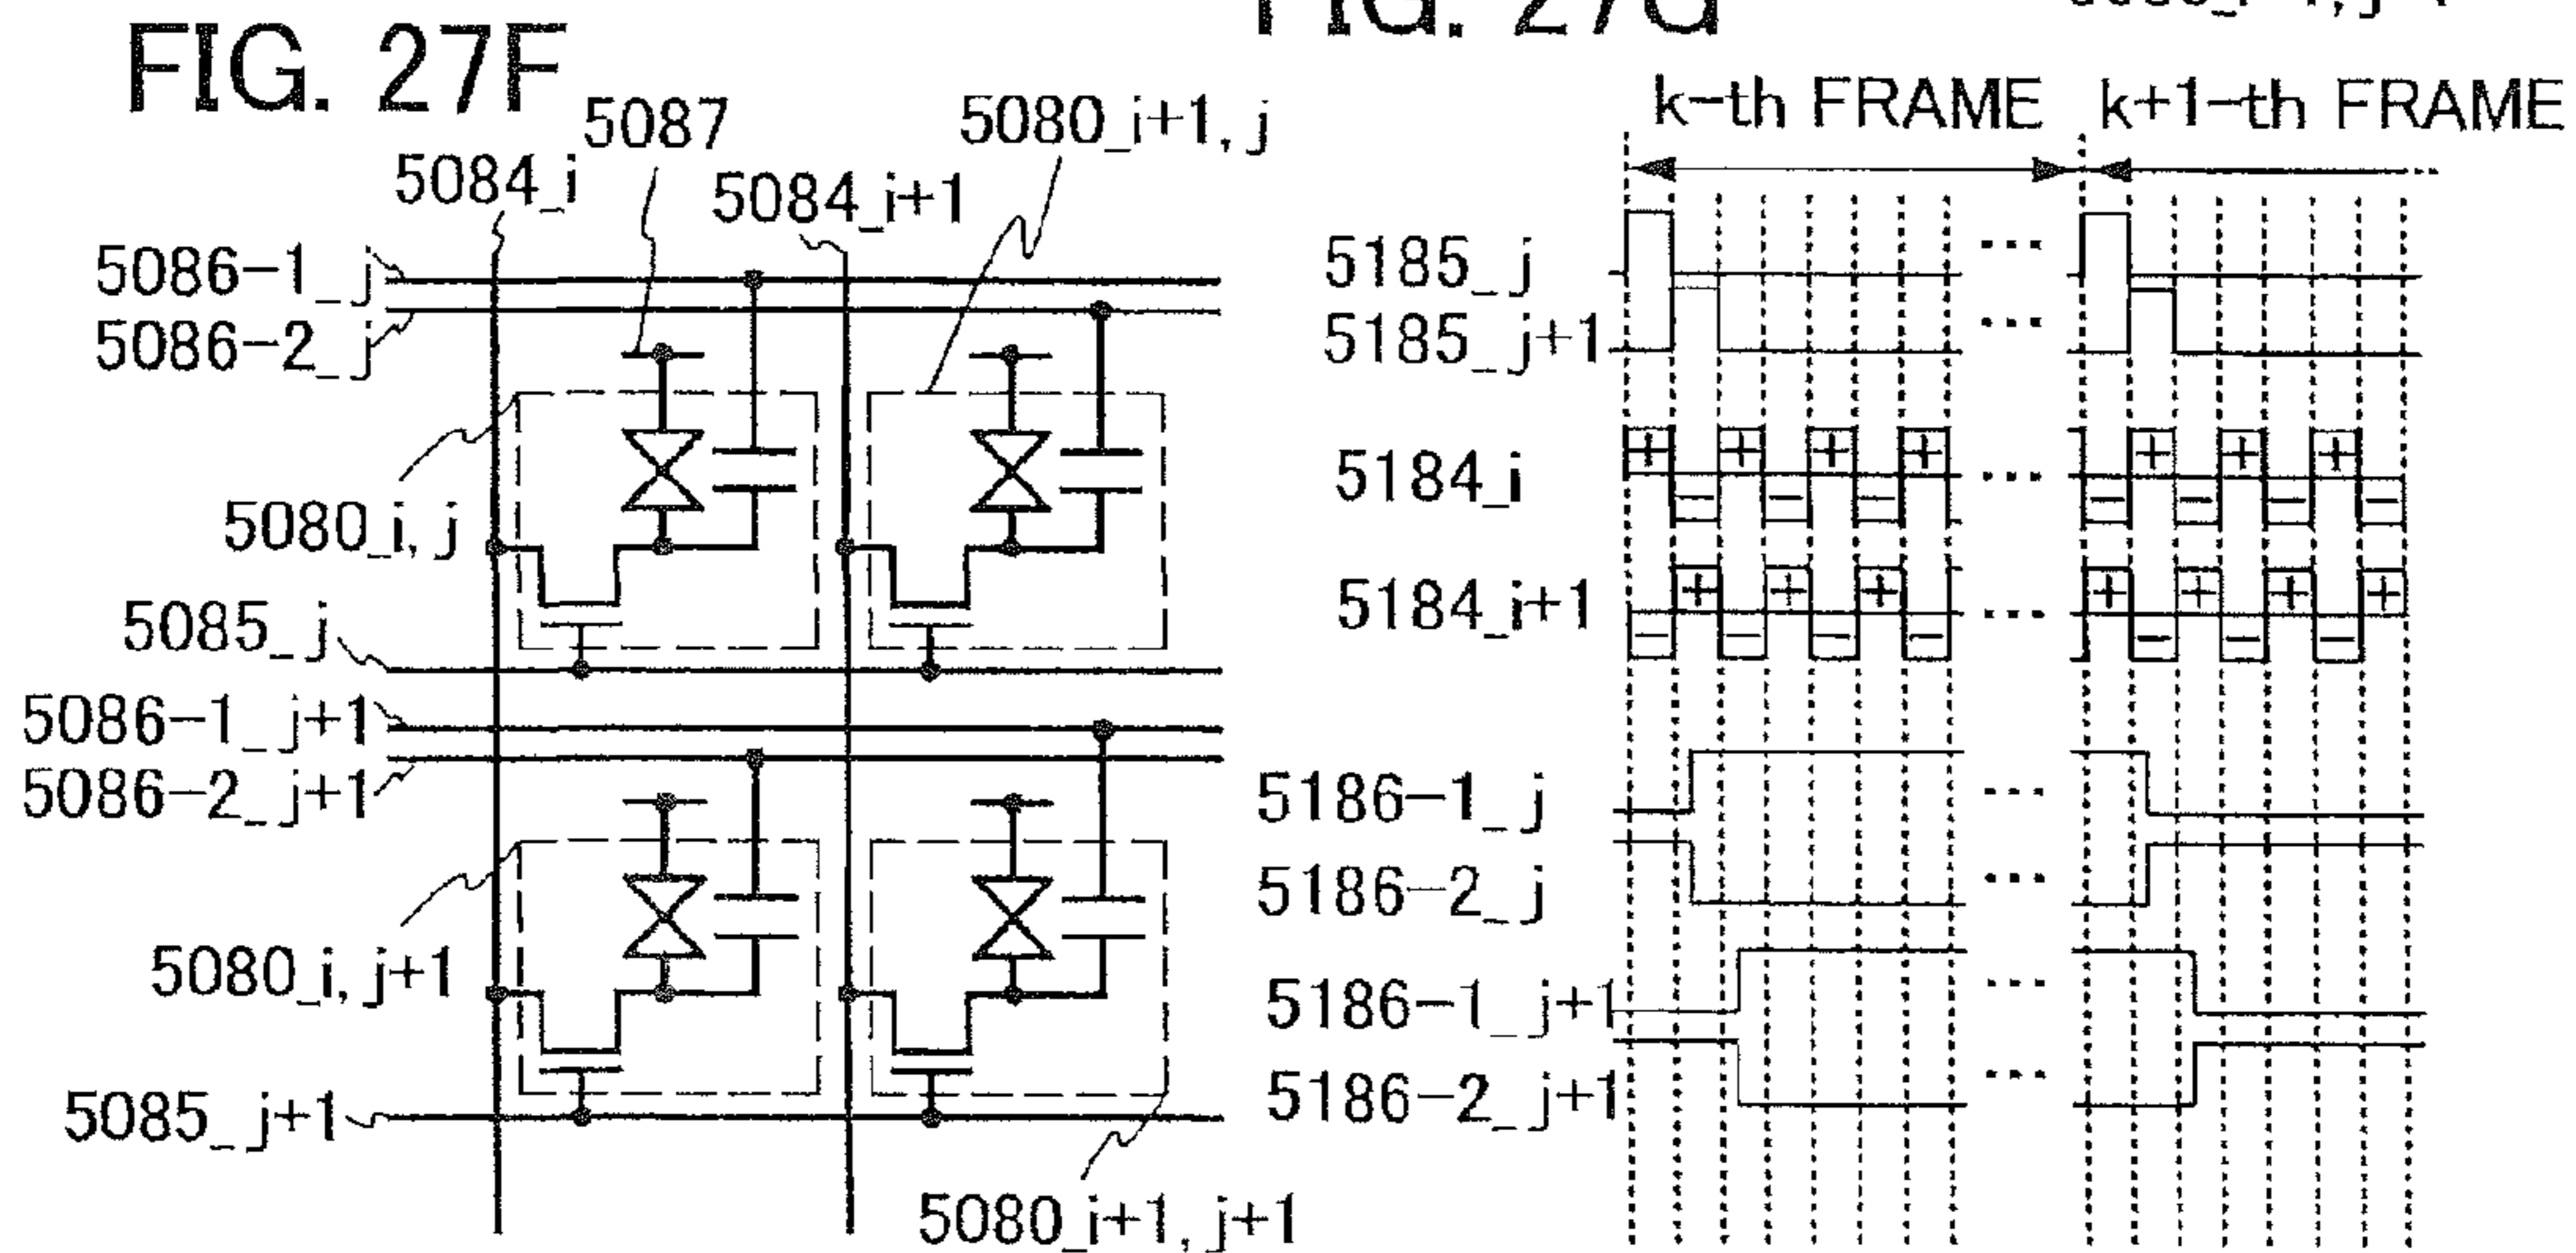 FIG. 27F
5087
5080_i+1, j
5084_i
5084_i+1
5086-1_j
5086-2_j
5080_i, j
5085_j
5086-1_j+1
5086-2_j+1
5080_i, j+1
5085_j+1
5080_i+1, j+1
FIG. 27G
k-th FRAME
k+1-th FRAME
5185_j
...
5185_j+1
...
5184_i
+ + + + ... + + +
− − − − − − −
5184_i+1
+ + + ... + + + +
− − − − − − −
5186-1_j
...
5186-2_j
...
5186-1_j+1
...
5186-2_j+1
...